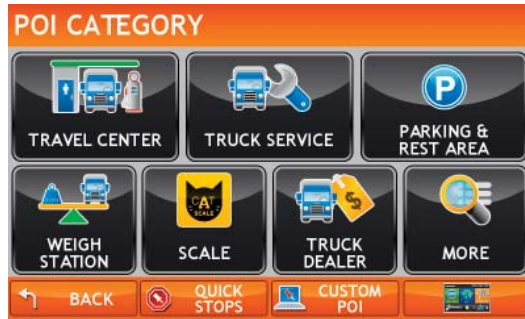 POI CATEGORY
TRAVEL CENTER
TRUCK SERVICE
P
PARKING &
REST AREA
WEIGH
STATION
CAT
SCALE
SCALE
$
TRUCK
DEALER
MORE
BACK
QUICK
STOPS
CUSTOM
POI